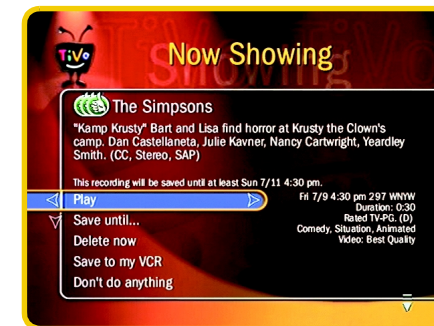 TiVo
Now Showing
The Simpsons
"Kamp Krusty" Bart and Lisa find horror at Krusty the Clown's
camp. Dan Castellaneta, Julie Kavner, Nancy Cartwright, Yeardley
Smith. (CC, Stereo, SAP)
This recording will be saved until at least Sun 7/11 4:30 pm.
Play
Fri 7/9 4:30 pm 297 WNYW
Save until...
Duration: 0:30
Rated TV-PG. (D)
Delete now
Comedy, Situation, Animated
Video: Best Quality
Save to my VCR
Don't do anything